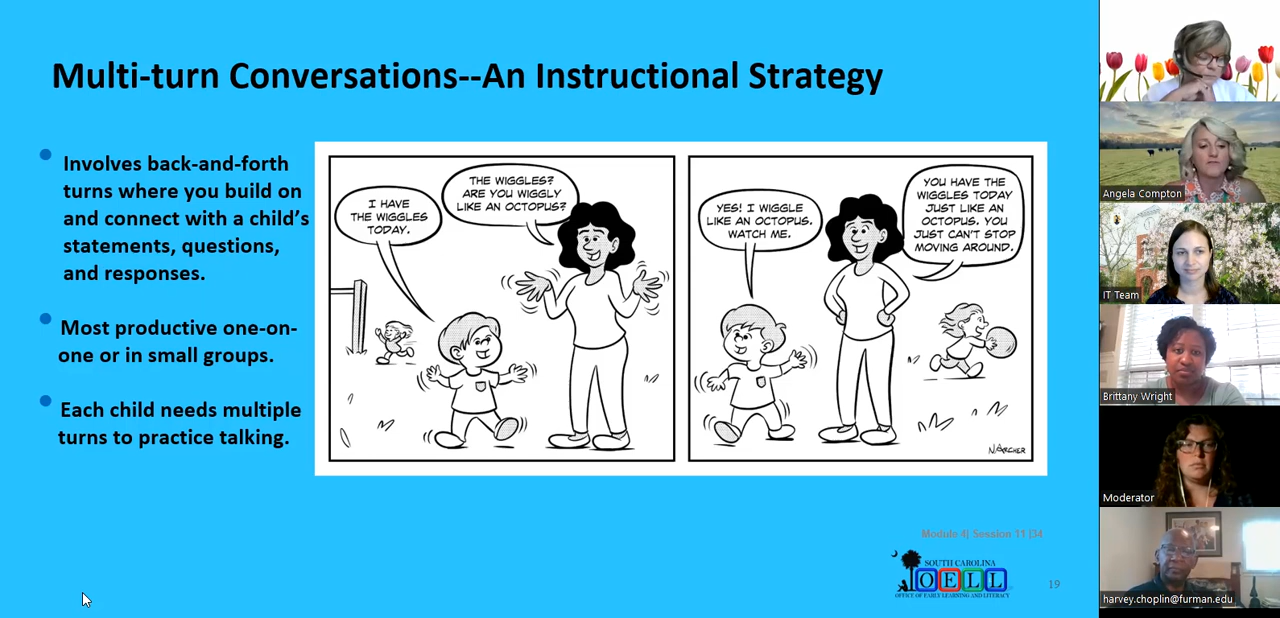 Multi-turn Conversations--An Instructional Strategy
Involves back-and-forth
turns where you build on
and connect with a child's
statements, questions,
and responses.
Most productive one-on-
one or in small groups.
Each child needs multiple
turns to practice talking.
I HAVE
THE WIGGLES
TODAY.
THE WIGGLES?
ARE YOU WIGGLY
LIKE AN OCTOPUS?
YES! I WIGGLE
LIKE AN OCTOPUS.
WATCH ME.
YOU HAVE THE
WIGGLES TODAY
JUST LIKE AN
OCTOPUS. YOU
JUST CAN'T STOP
MOVING AROUND.
N.ARCHER
Module 4| Session 11 |34
SOUTH CAROLINA
OELL
OFFICE OF EARLY LEARNING AND LITERACY
19
Angela Compton
IT Team
Brittany Wright
Moderator
harvey.choplin@furman.edu